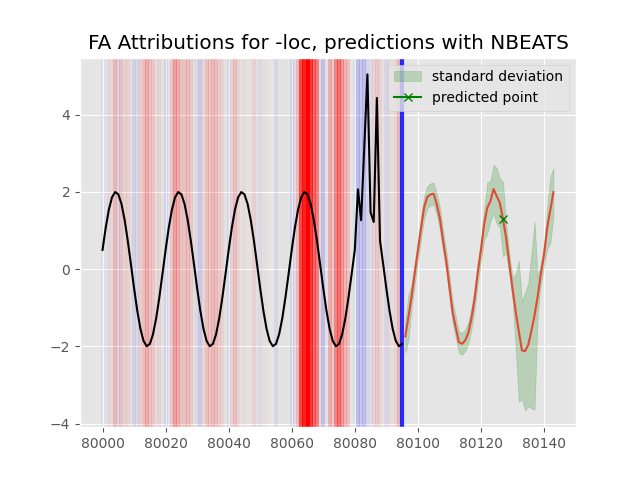 FA Attributions for -loc, predictions with NBEATS
standard deviation
predicted point
4
2
0
−2
−4
80000 80020 80040 80060 80080 80100 80120 80140